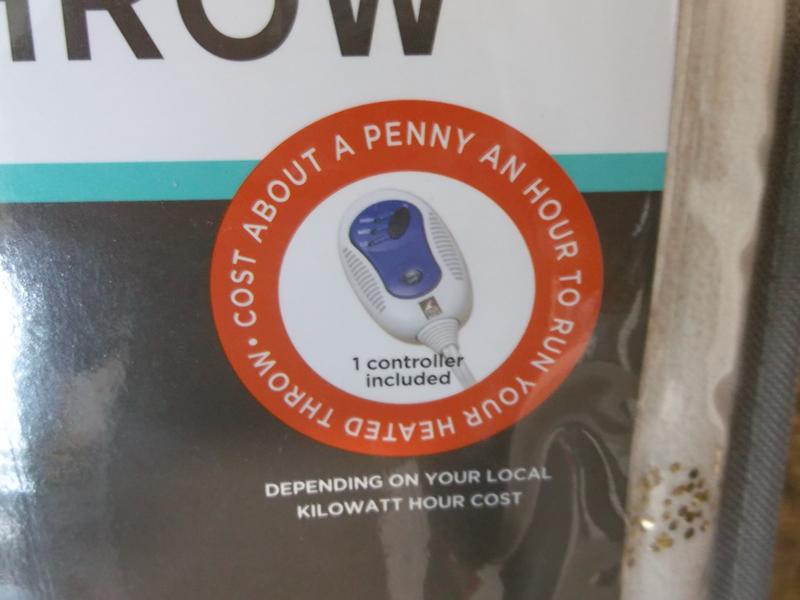 HROW
• COST ABOUT A PENNY AN HOUR TO RUN YOUR HEATED THROW
1 controller
included
DEPENDING ON YOUR LOCAL
KILOWATT HOUR COST